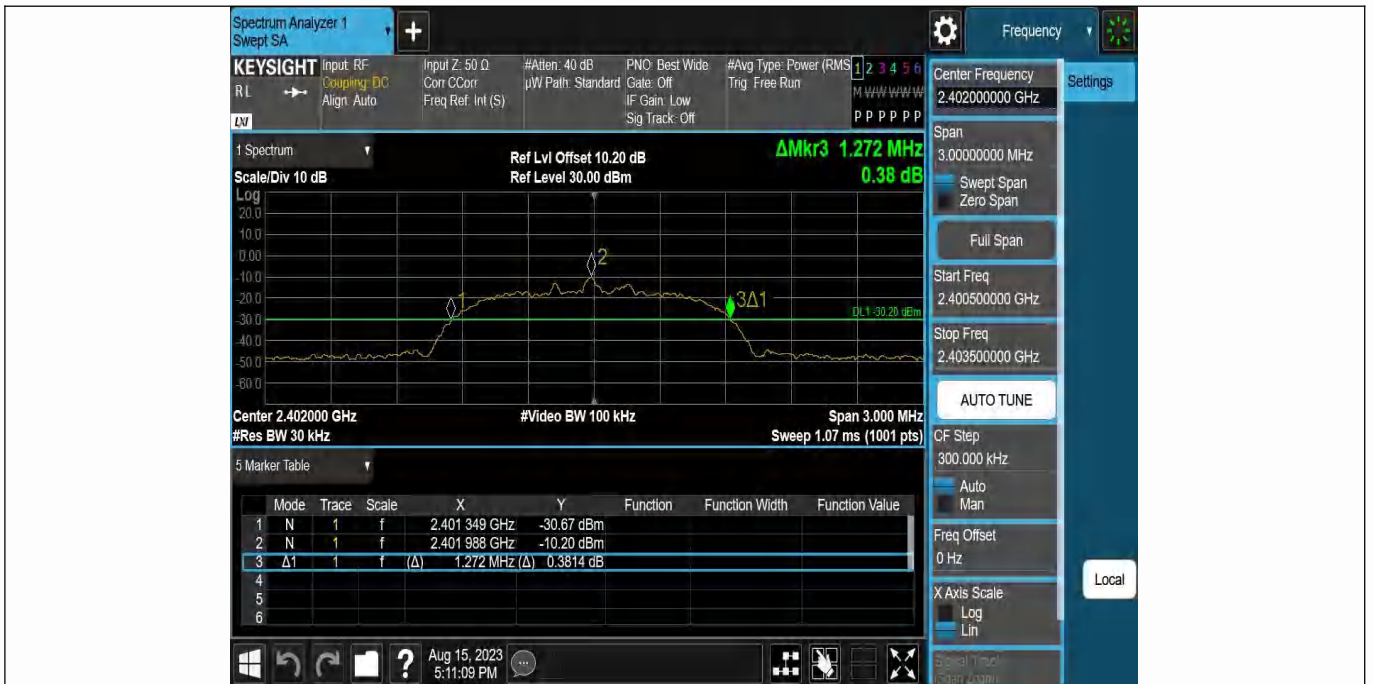 Spectrum Analyzer 1
Swept SA
+
Frequency
KEYSIGHT
RL
LXI
Input: RF
Coupling: DC
Align: Auto
Input Z: 50 Ω
Corr CCorr
Freq Ref: Int (S)
#Atten: 40 dB
µW Path: Standard
PNO: Best Wide
Gate: Off
IF Gain: Low
Sig Track: Off
#Avg Type: Power (RMS
Trig: Free Run
1 2 3 4 5 6
M W W W W W
P P P P P P
Center Frequency
2.402000000 GHz
Settings
Span
3.00000000 MHz
Swept Span
Zero Span
Full Span
Start Freq
2.400500000 GHz
Stop Freq
2.403500000 GHz
AUTO TUNE
CF Step
300.000 kHz
Auto
Man
Freq Offset
0 Hz
X Axis Scale
Log
Lin
Signal Track
(Span Zoom)
Local
1 Spectrum
Scale/Div 10 dB
Ref Lvl Offset 10.20 dB
Ref Level 30.00 dBm
ΔMkr3 1.272 MHz
0.38 dB
Log
20.0
10.0
0.00
-10.0
-20.0
-30.0
-40.0
-50.0
-60.0
1
2
3Δ1
DL1 -30.20 dBm
Center 2.402000 GHz
#Video BW 100 kHz
Span 3.000 MHz
#Res BW 30 kHz
Sweep 1.07 ms (1001 pts)
5 Marker Table
Mode Trace Scale X Y Function Function Width Function Value
1 N 1 f 2.401 349 GHz -30.67 dBm
2 N 1 f 2.401 988 GHz -10.20 dBm
3 Δ1 1 f (Δ) 1.272 MHz (Δ) 0.3814 dB
4
5
6
?
Aug 15, 2023
5:11:09 PM